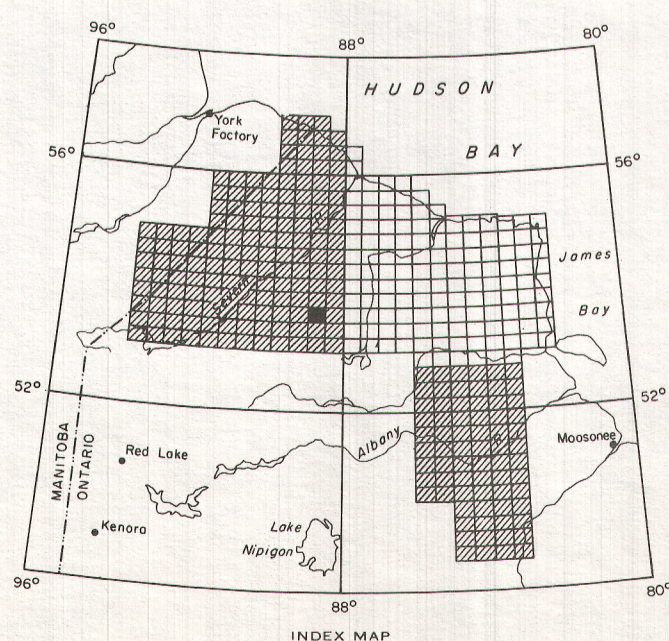 96°
88°
80°
HUDSON
BAY
York
Factory
56°
56°
R.
Severn
James
Bay
52°
52°
Albany
R.
Moosonee
MANITOBA
ONTARIO
Red Lake
Kenora
Lake
Nipigon
96°
88°
80°
INDEX MAP